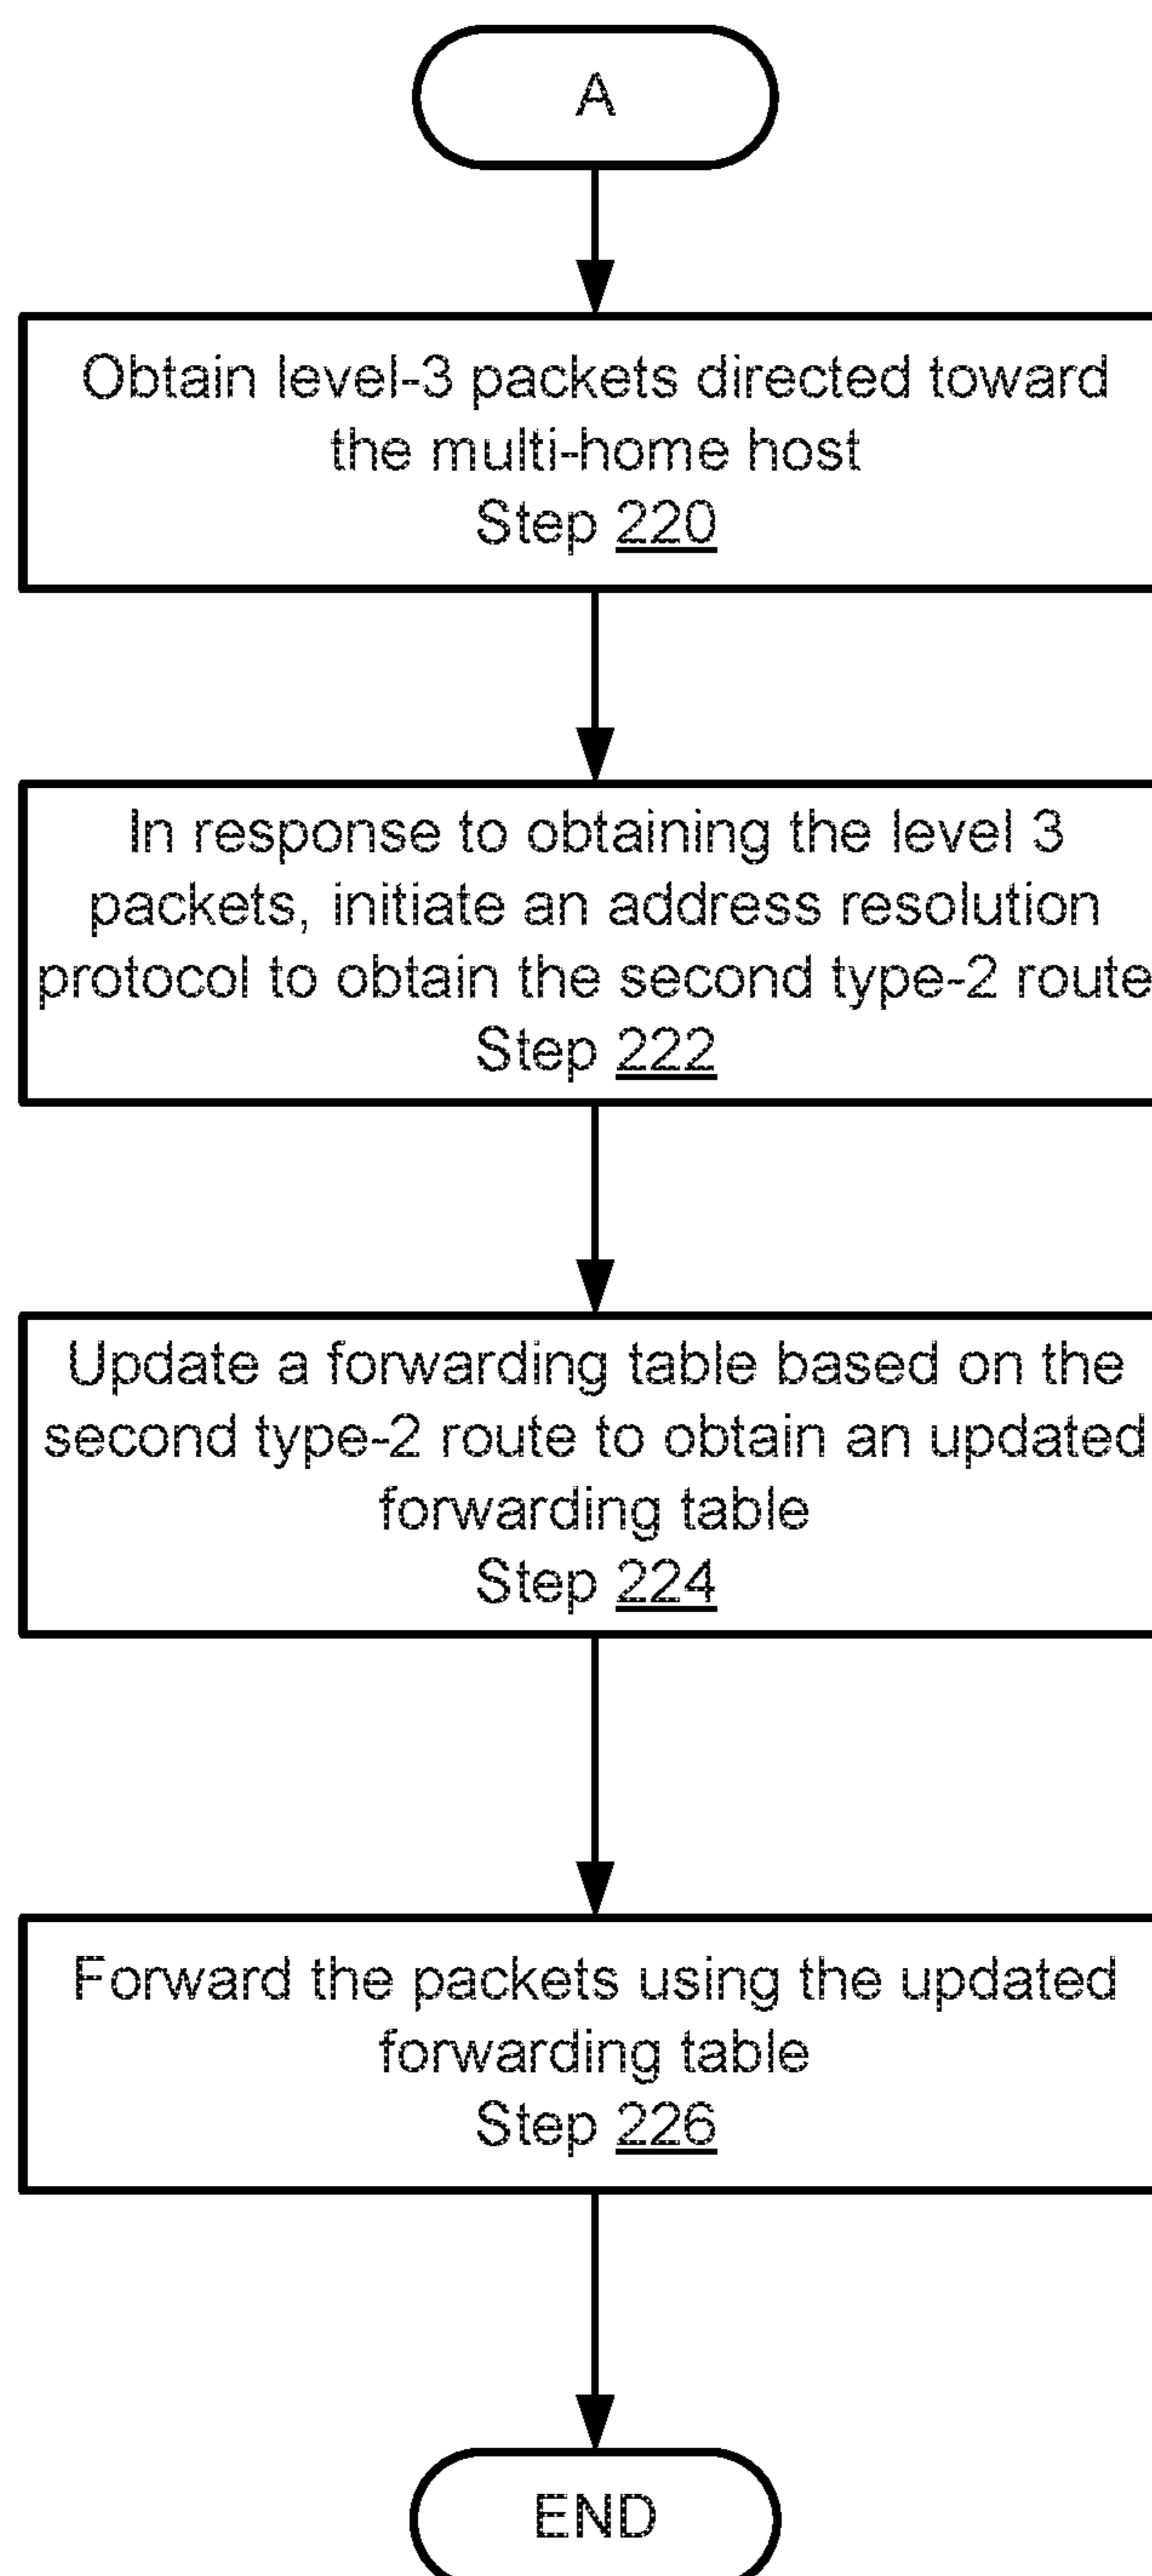 A
Obtain level-3 packets directed toward
the multi-home host
Step 220
In response to obtaining the level 3
packets, initiate an address resolution
protocol to obtain the second type-2 route
Step 222
Update a forwarding table based on the
second type-2 route to obtain an updated
forwarding table
Step 224
Forward the packets using the updated
forwarding table
Step 226
END